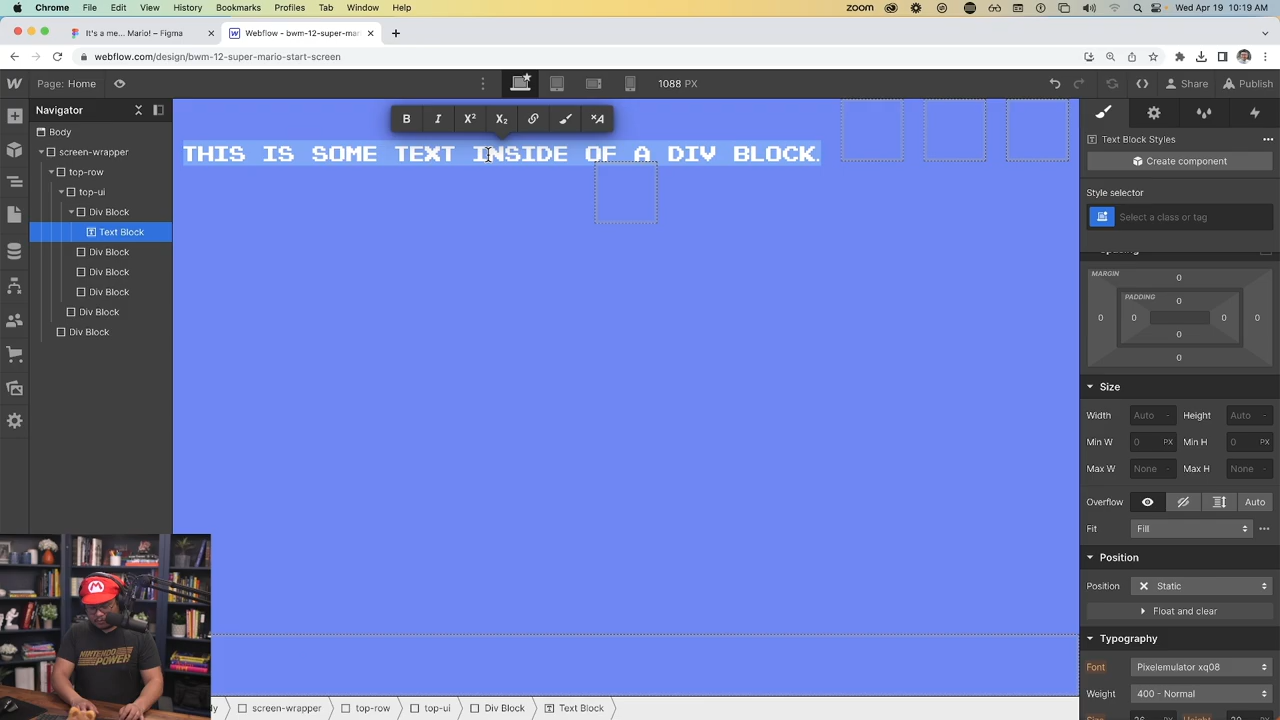 Chrome File Edit View History Bookmarks Profiles Tab Window Help zoom Wed Apr 19 10:19 AM
It's a me... Mario! – Figma Webflow - bwm-12-super-mar
webflow.com/design/bwm-12-super-mario-start-screen
Page: Home 1088 PX Share Publish
Navigator
Body
screen-wrapper
top-row
top-ui
Div Block
Text Block
Div Block
Div Block
Div Block
Div Block
Div Block
B I X² X₂
THIS IS SOME TEXT INSIDE OF A DIV BLOCK.
Text Block Styles
Create component
Style selector
Select a class or tag
Spacing
MARGIN
0
PADDING
0
0 0 0 0
0
0
Size
Width Auto - Height Auto -
Min W 0 PX Min H 0 PX
Max W None - Max H None -
Overflow Auto
Fit Fill
Position
Position Static
Float and clear
Typography
Font Pixelemulator xq08
Weight 400 - Normal
NINTENDO
POWER
screen-wrapper top-row top-ui Div Block Text Block